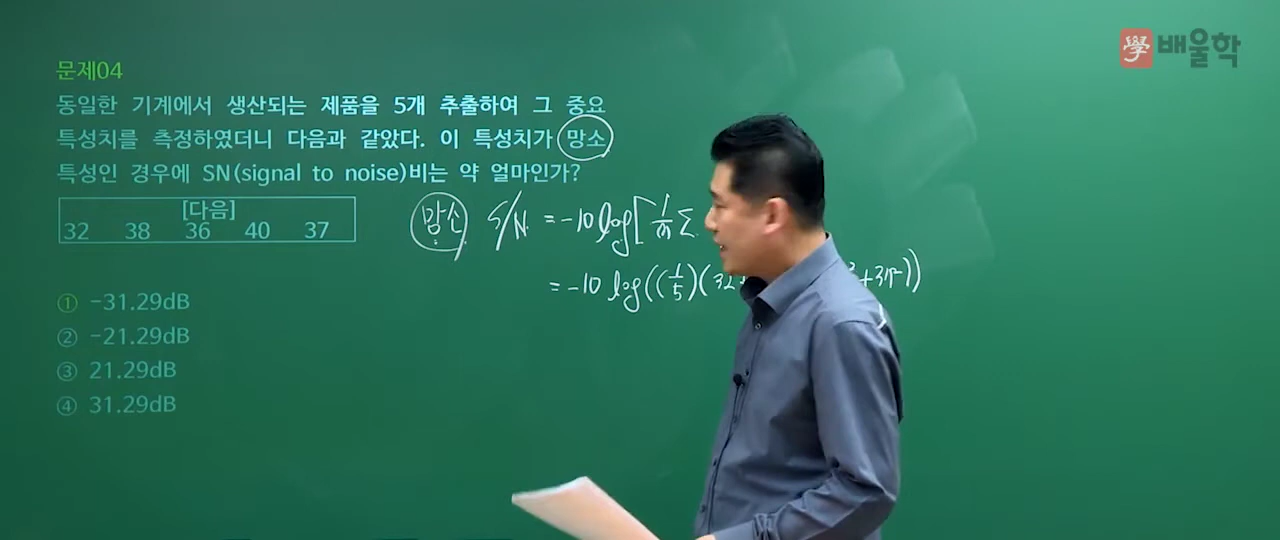 學 배울학
문제04
동일한 기계에서 생산되는 제품을 5개 추출하여 그 중요
특성치를 측정하였더니 다음과 같았다. 이 특성치가 망소
특성인 경우에 SN(signal to noise)비는 약 얼마인가?
[다음]
32 38 36 40 37
망소 S/N = -10 log[ 1/n Σ
= -10 log((1/5)(32 +37²))
① -31.29dB
② -21.29dB
③ 21.29dB
④ 31.29dB